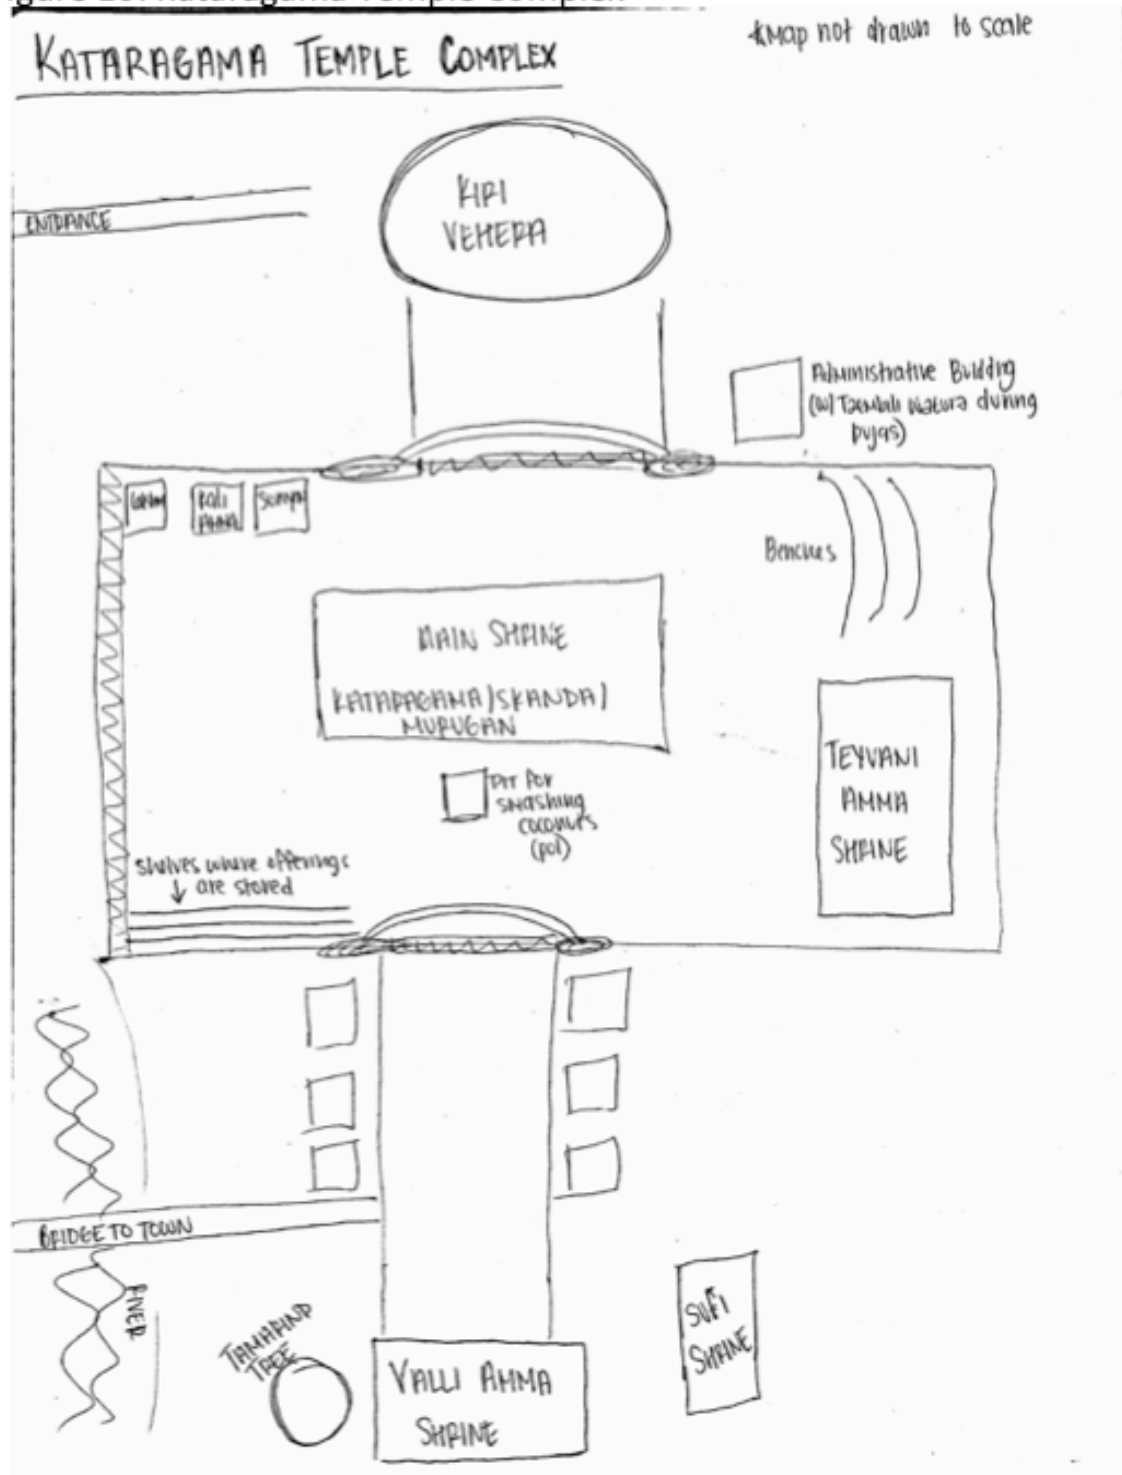 KATARAGAMA TEMPLE COMPLEX
*Map not drawn to scale
KIRI
VEHERA
ENTRANCE
Administrative Buildng
(w/ Taembili Natura during
pujas)
KALI
AMMA
Benches
MAIN SHRINE
KATARAGAMA/SKANDA/
MURUGAN
TEYVANI
AMMA
SHRINE
PIT for
smashing
coconuts
(pol)
shelves where offerings
↓ are stored
BRIDGE TO TOWN
RIVER
TAMARIND
TREE
VALLI AMMA
SHRINE
SUFI
SHRINE